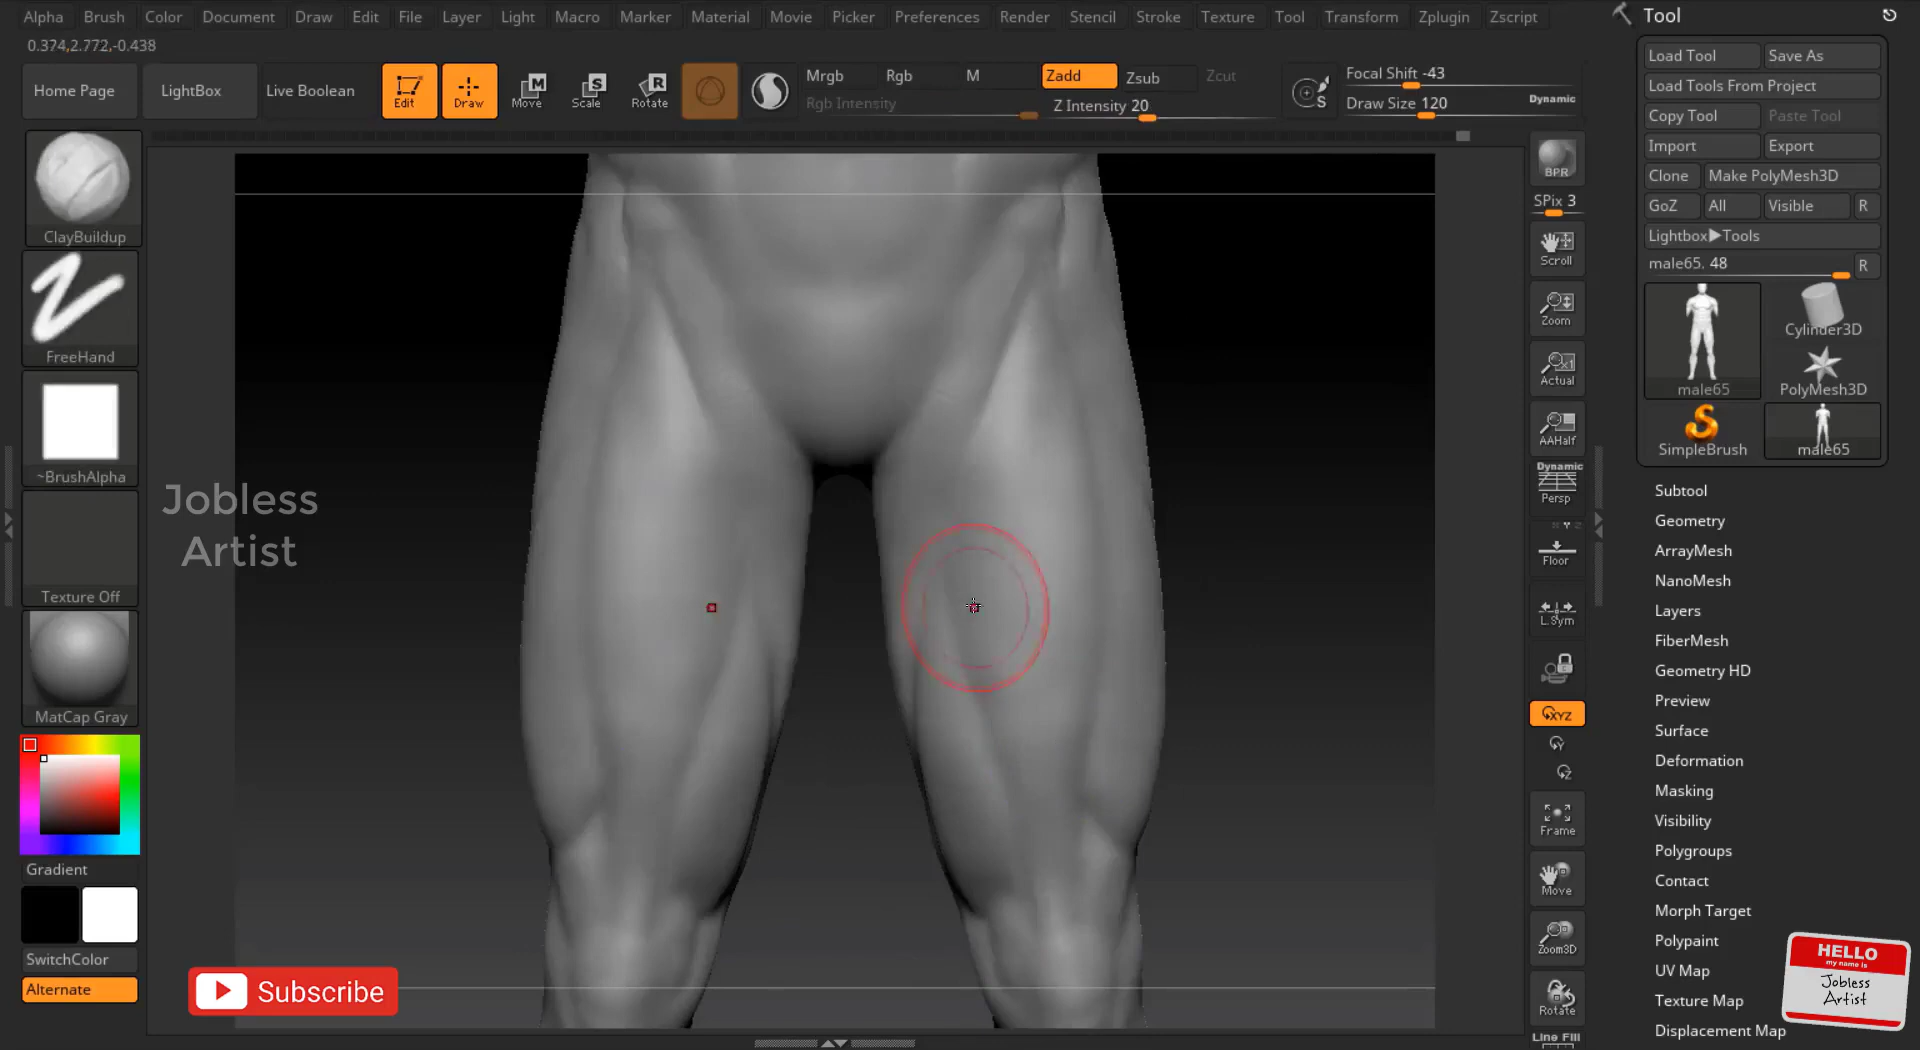 Alpha Brush Color Document Draw Edit File Layer Light Macro Marker Material Movie Picker Preferences Render Stencil Stroke Texture Tool Transform Zplugin Zscript
0.374,2.772,-0.438
Home Page
LightBox
Live Boolean
Edit
Draw
Move
Scale
Rotate
Mrgb Rgb M
Rgb Intensity
Zadd Zsub Zcut
Z Intensity 20
S
Focal Shift -43
Draw Size 120
Dynamic
ClayBuildup
FreeHand
~BrushAlpha
Texture Off
MatCap Gray
Gradient
SwitchColor
Alternate
Jobless
Artist
Subscribe
BPR
SPix 3
Scroll
Zoom
Actual
AAHalf
Dynamic
Persp
Floor
L.Sym
XYZ
Y
Z
Frame
Move
Zoom3D
Rotate
Line Fill
Tool
Load Tool Save As
Load Tools From Project
Copy Tool Paste Tool
Import Export
Clone Make PolyMesh3D
GoZ All Visible R
Lightbox▶Tools
male65. 48 R
male65
Cylinder3D
PolyMesh3D
SimpleBrush
male65
Subtool
Geometry
ArrayMesh
NanoMesh
Layers
FiberMesh
Geometry HD
Preview
Surface
Deformation
Masking
Visibility
Polygroups
Contact
Morph Target
Polypaint
UV Map
Texture Map
Displacement Map
HELLO
my name is
Jobless
Artist